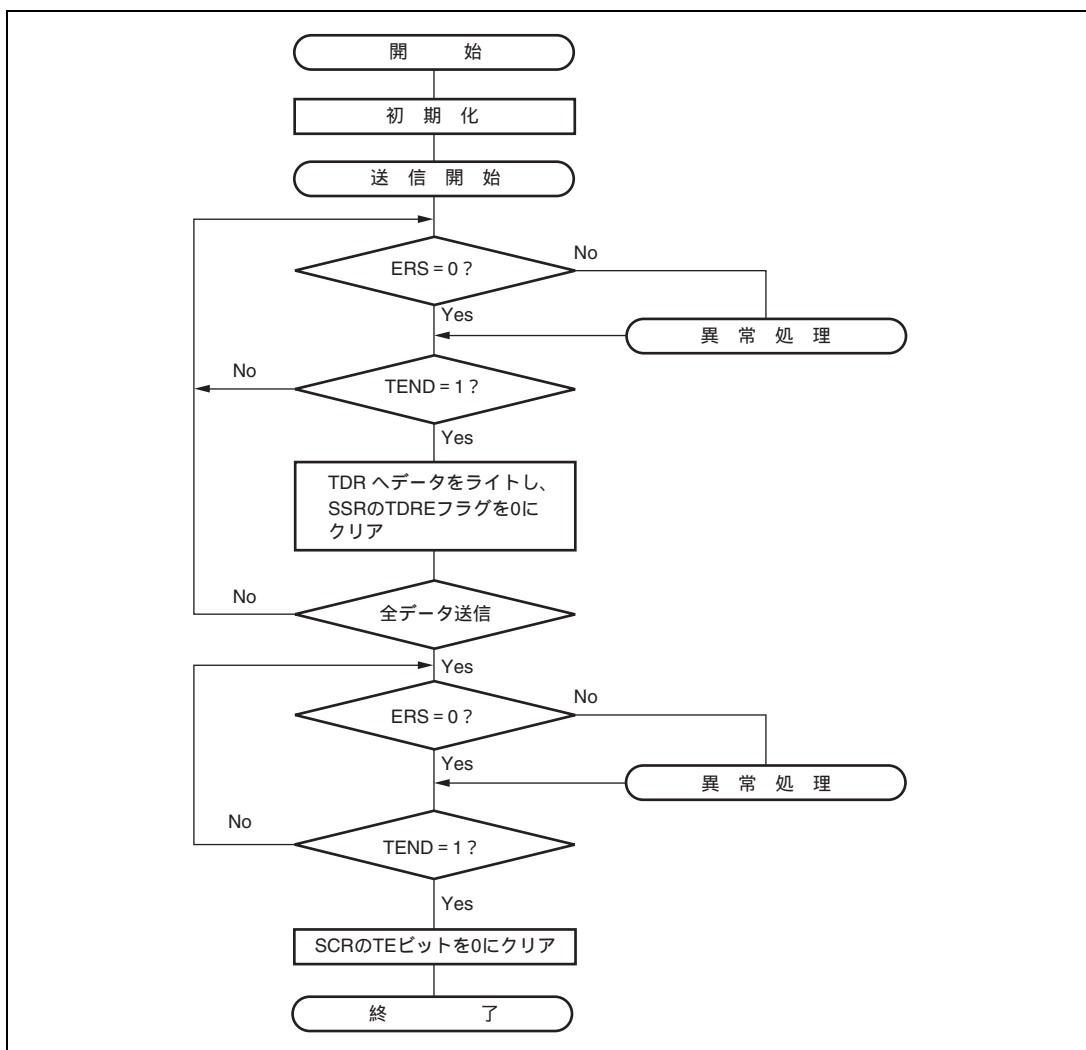 開 始
初 期 化
送 信 開 始
ERS = 0 ?
No
Yes
異 常 処 理
No
TEND = 1 ?
Yes
TDR へデータをライトし、
SSRのTDREフラグを0に
クリア
No
全データ送信
Yes
No
ERS = 0 ?
Yes
異 常 処 理
No
TEND = 1 ?
Yes
SCRのTEビットを0にクリア
終 了